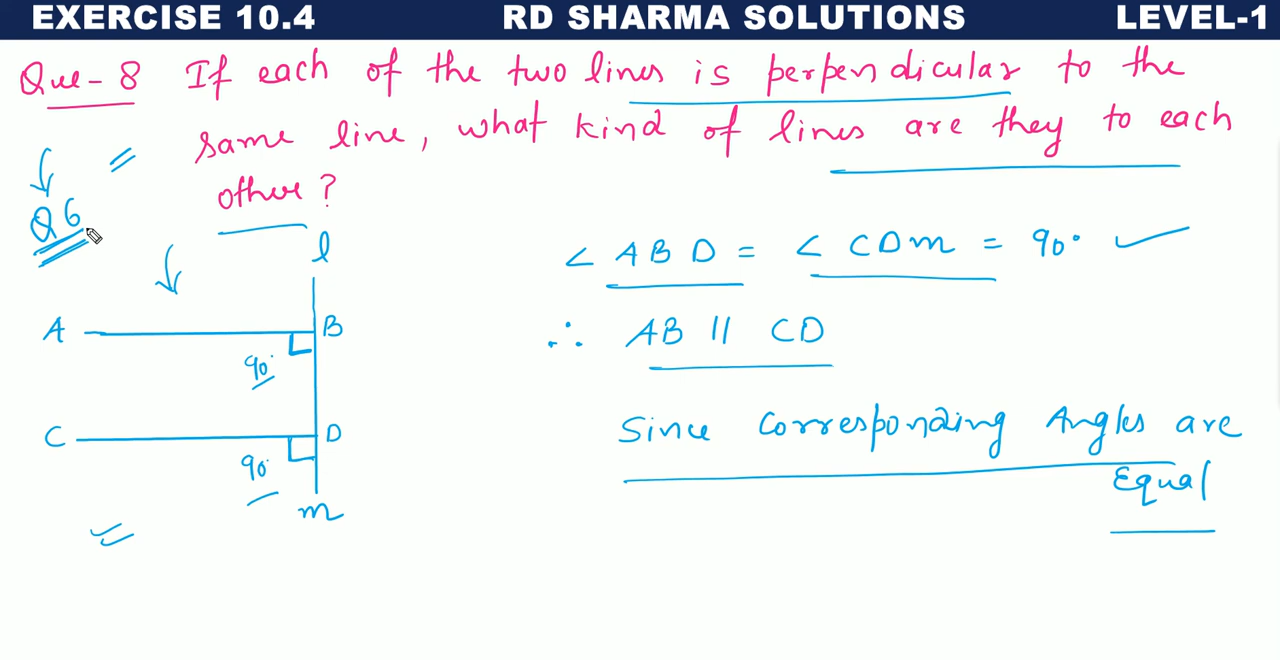 EXERCISE 10.4 RD SHARMA SOLUTIONS LEVEL-1
Que-8 If each of the two lines is perpendicular to the
same line, what kind of lines are they to each
other?
Q6
l
∠ ABD = ∠ CDm = 90°
A B
90°
∴ AB || CD
C D
90°
m
Since Corresponding Angles are
Equal